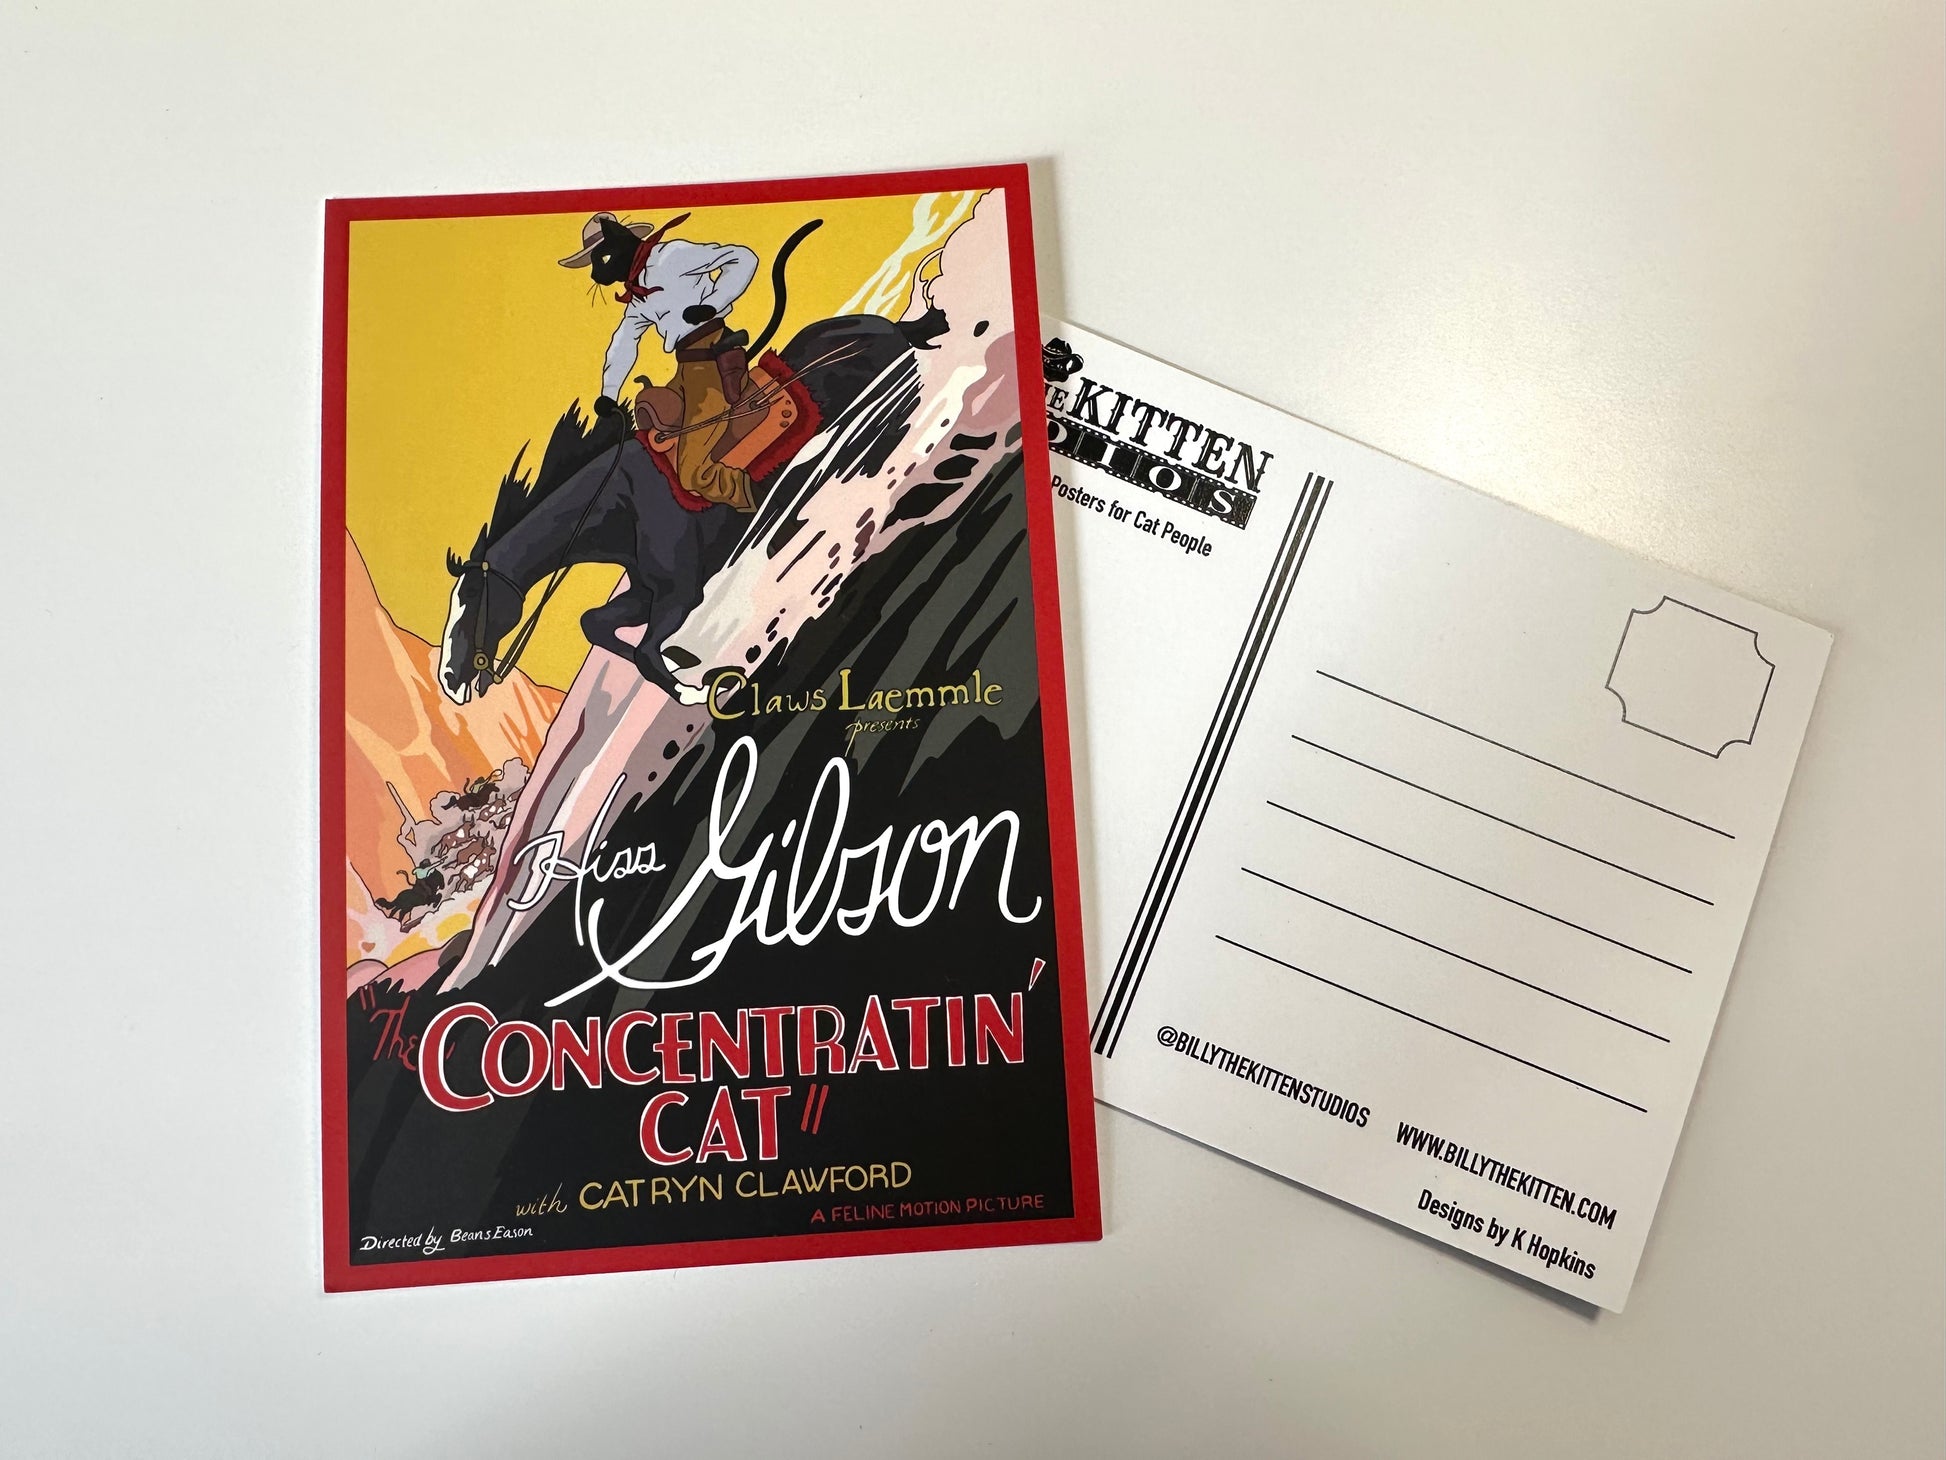 Claws Laemmle
presents
Hiss Gibson
"The CONCENTRATIN'
CAT"
with CATRYN CLAWFORD
A FELINE MOTION PICTURE
Directed by Beans Eason
KITTEN
Posters for Cat People
@BILLYTHEKITTENSTUDIOS
WWW.BILLYTHEKITTEN.COM
Designs by K Hopkins